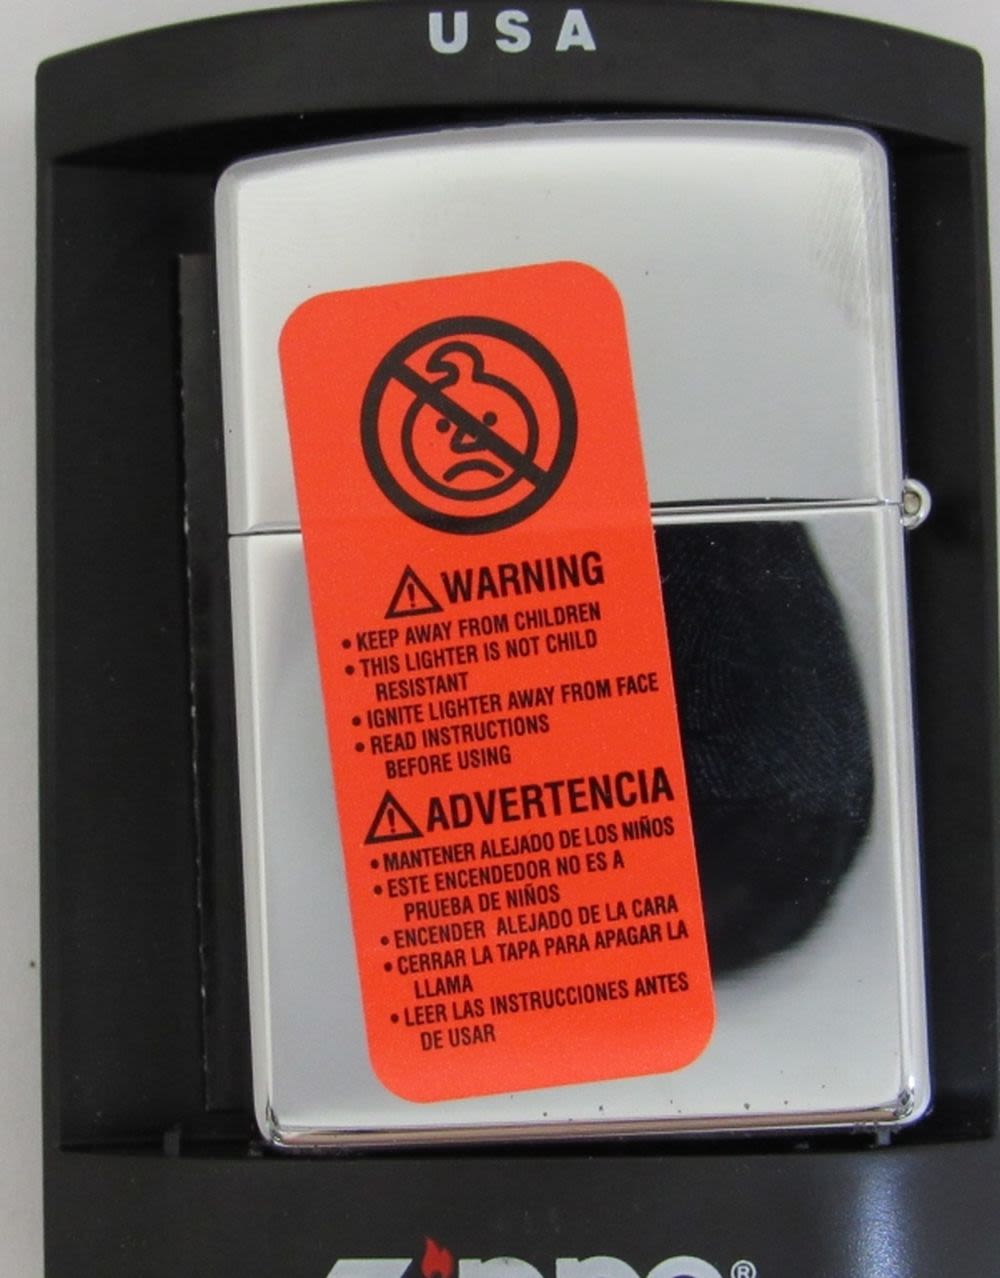 USA
WARNING
• KEEP AWAY FROM CHILDREN
• THIS LIGHTER IS NOT CHILD
RESISTANT
• IGNITE LIGHTER AWAY FROM FACE
• READ INSTRUCTIONS
BEFORE USING
ADVERTENCIA
• MANTENER ALEJADO DE LOS NIÑOS
• ESTE ENCENDEDOR NO ES A
PRUEBA DE NIÑOS
• ENCENDER ALEJADO DE LA CARA
• CERRAR LA TAPA PARA APAGAR LA
LLAMA
• LEER LAS INSTRUCCIONES ANTES
DE USAR
Zippo®